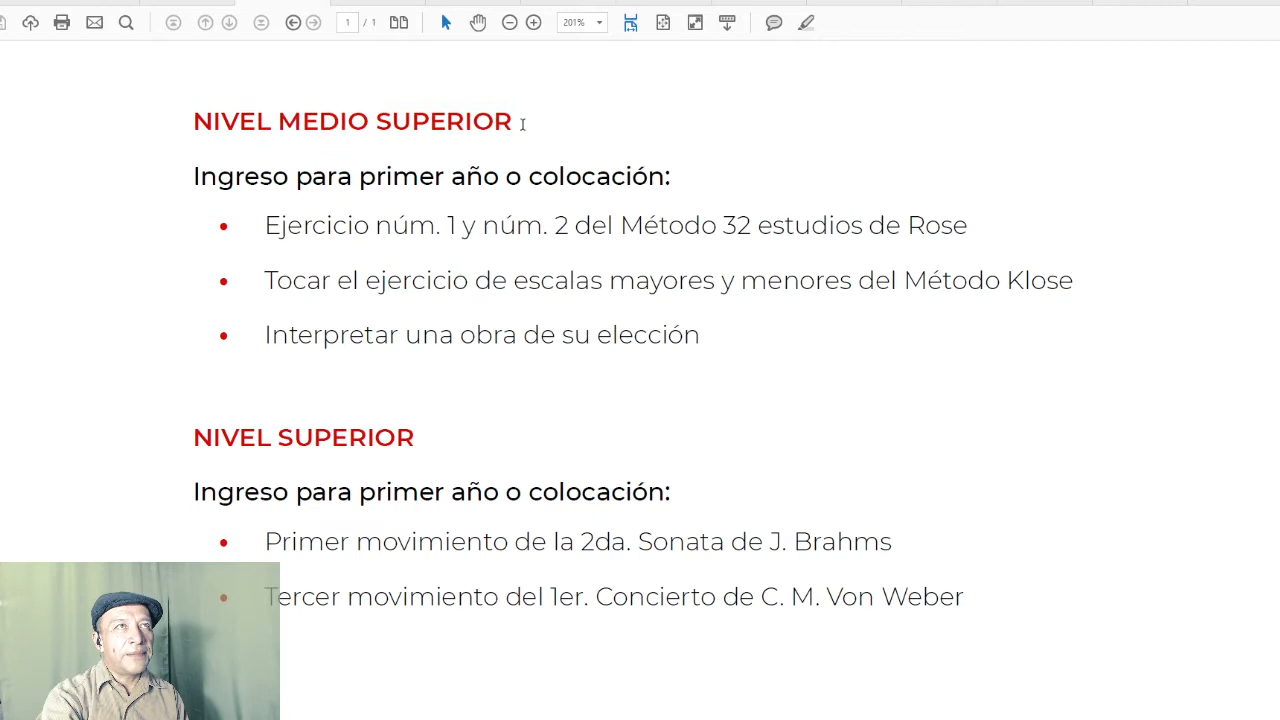 1 / 1
201%
NIVEL MEDIO SUPERIOR
Ingreso para primer año o colocación:
• Ejercicio núm. 1 y núm. 2 del Método 32 estudios de Rose
• Tocar el ejercicio de escalas mayores y menores del Método Klose
• Interpretar una obra de su elección
NIVEL SUPERIOR
Ingreso para primer año o colocación:
• Primer movimiento de la 2da. Sonata de J. Brahms
• Tercer movimiento del 1er. Concierto de C. M. Von Weber